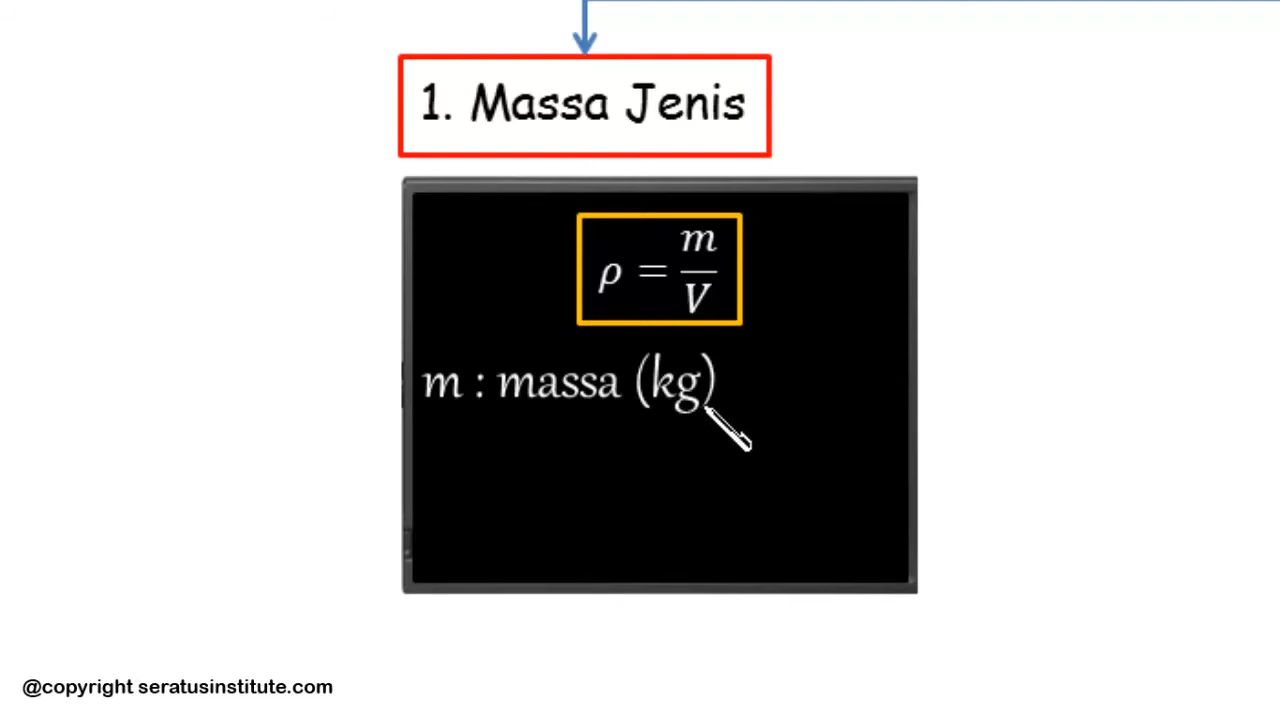 1. Massa Jenis
ρ = m/V
m : massa (kg)
@copyright seratusinstitute.com